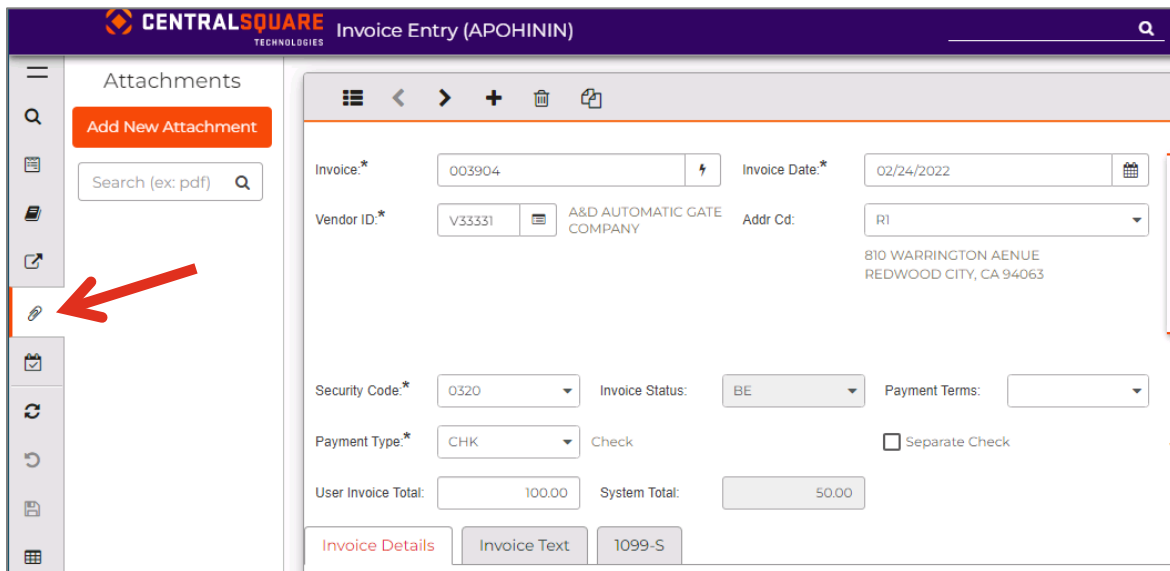 CENTRALSQUARE
TECHNOLOGIES
Invoice Entry (APOHININ)
Attachments
Add New Attachment
Search (ex: pdf)
Invoice:* 003904 Invoice Date:* 02/24/2022
Vendor ID:* V33331 A&D AUTOMATIC GATE COMPANY Addr Cd: R1
810 WARRINGTON AENUE
REDWOOD CITY, CA 94063
Security Code:* 0320 Invoice Status: BE Payment Terms:
Payment Type:* CHK Check Separate Check
User Invoice Total: 100.00 System Total: 50.00
Invoice Details Invoice Text 1099-S